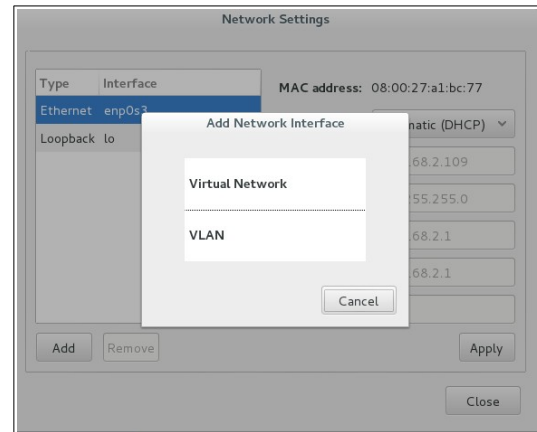 Network Settings
Type Interface
MAC address: 08:00:27:a1:bc:77
Ethernet enp0s3
Add Network Interface
matic (DHCP)
Loopback lo
.68.2.109
Virtual Network
55.255.0
VLAN
.68.2.1
.68.2.1
Cancel
Add Remove
Apply
Close